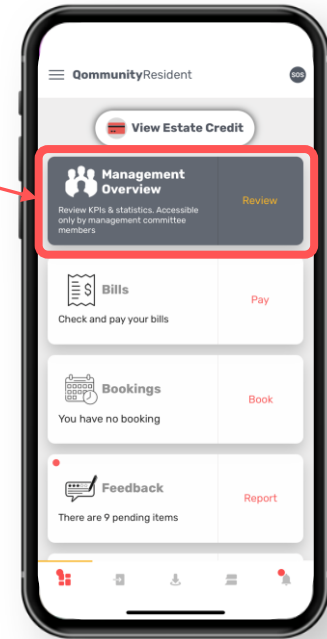 QommunityResident
SOS
View Estate Credit
Management
Overview
Review KPIs & statistics. Accessible
only by management committee
members
Review
Bills
Check and pay your bills
Pay
Bookings
You have no booking
Book
Feedback
There are 9 pending items
Report